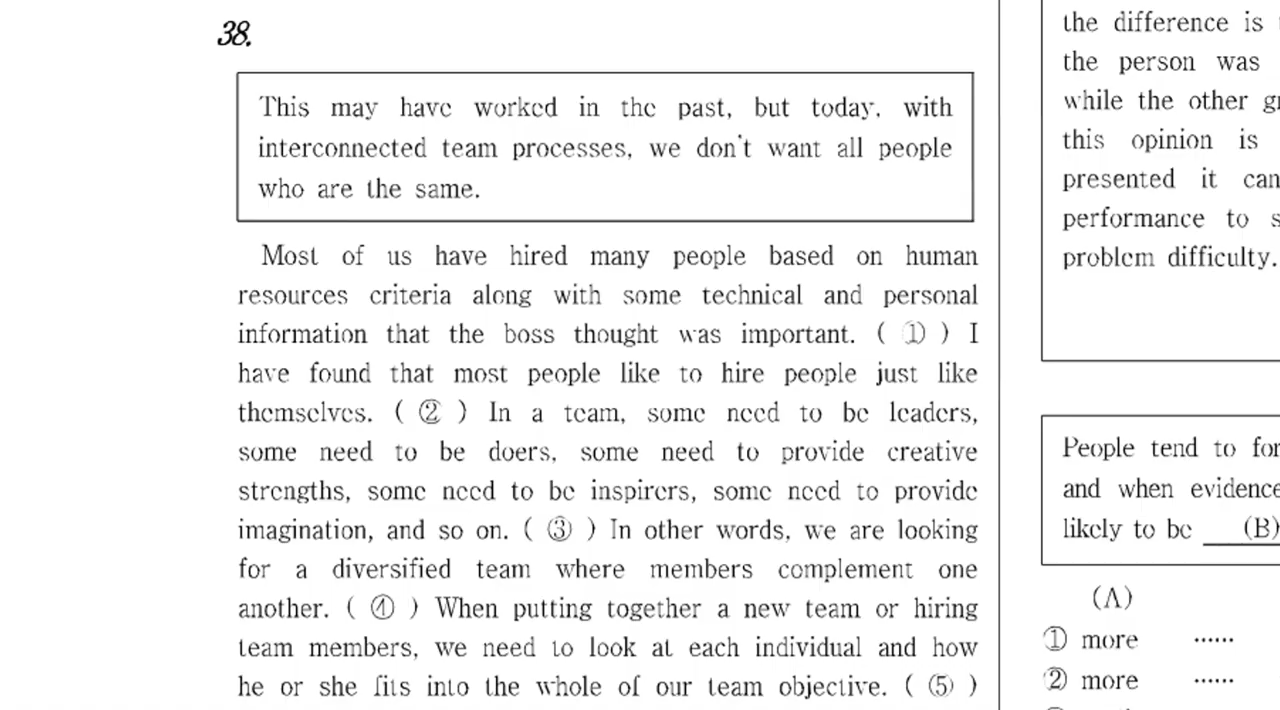 38.
This may have worked in the past, but today, with
interconnected team processes, we don't want all people
who are the same.
Most of us have hired many people based on human
resources criteria along with some technical and personal
information that the boss thought was important. ( ① ) I
have found that most people like to hire people just like
themselves. ( ② ) In a team, some need to be leaders,
some need to be doers, some need to provide creative
strengths, some need to be inspirers, some need to provide
imagination, and so on. ( ③ ) In other words, we are looking
for a diversified team where members complement one
another. ( ④ ) When putting together a new team or hiring
team members, we need to look at each individual and how
he or she fits into the whole of our team objective. ( ⑤ )
the difference is
the person was
while the other
this opinion is
presented it
performance to
problem difficulty.
People tend to
and when
likely to be (B)
(A)
① more ······
② more ······